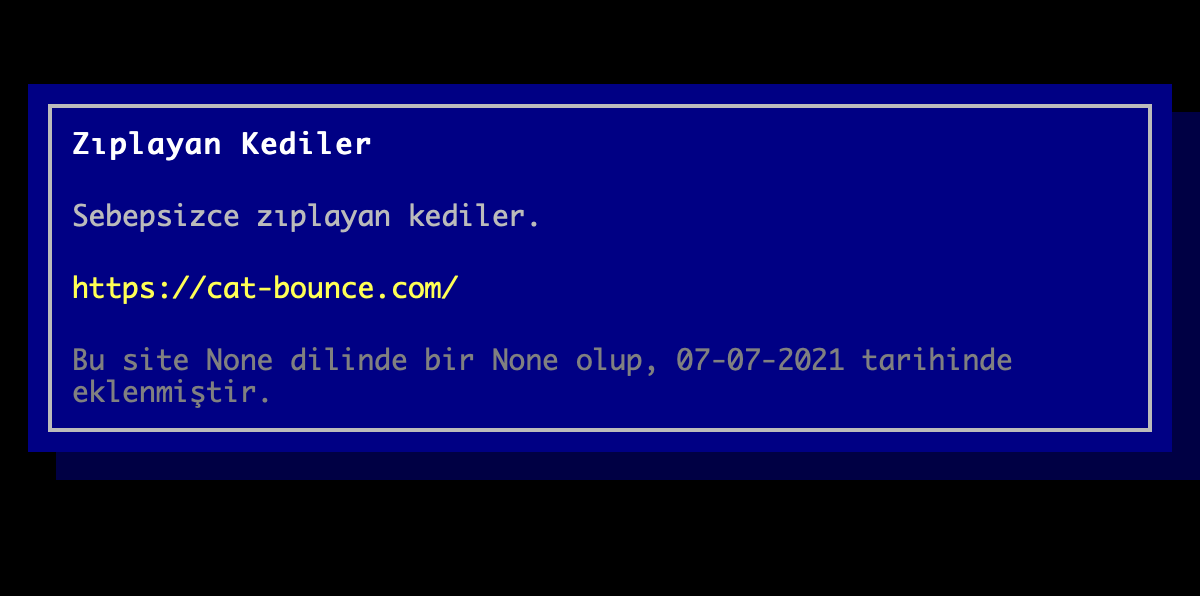 Zıplayan Kediler
Sebepsizce zıplayan kediler.
https://cat-bounce.com/
Bu site None dilinde bir None olup, 07-07-2021 tarihinde
eklenmiştir.